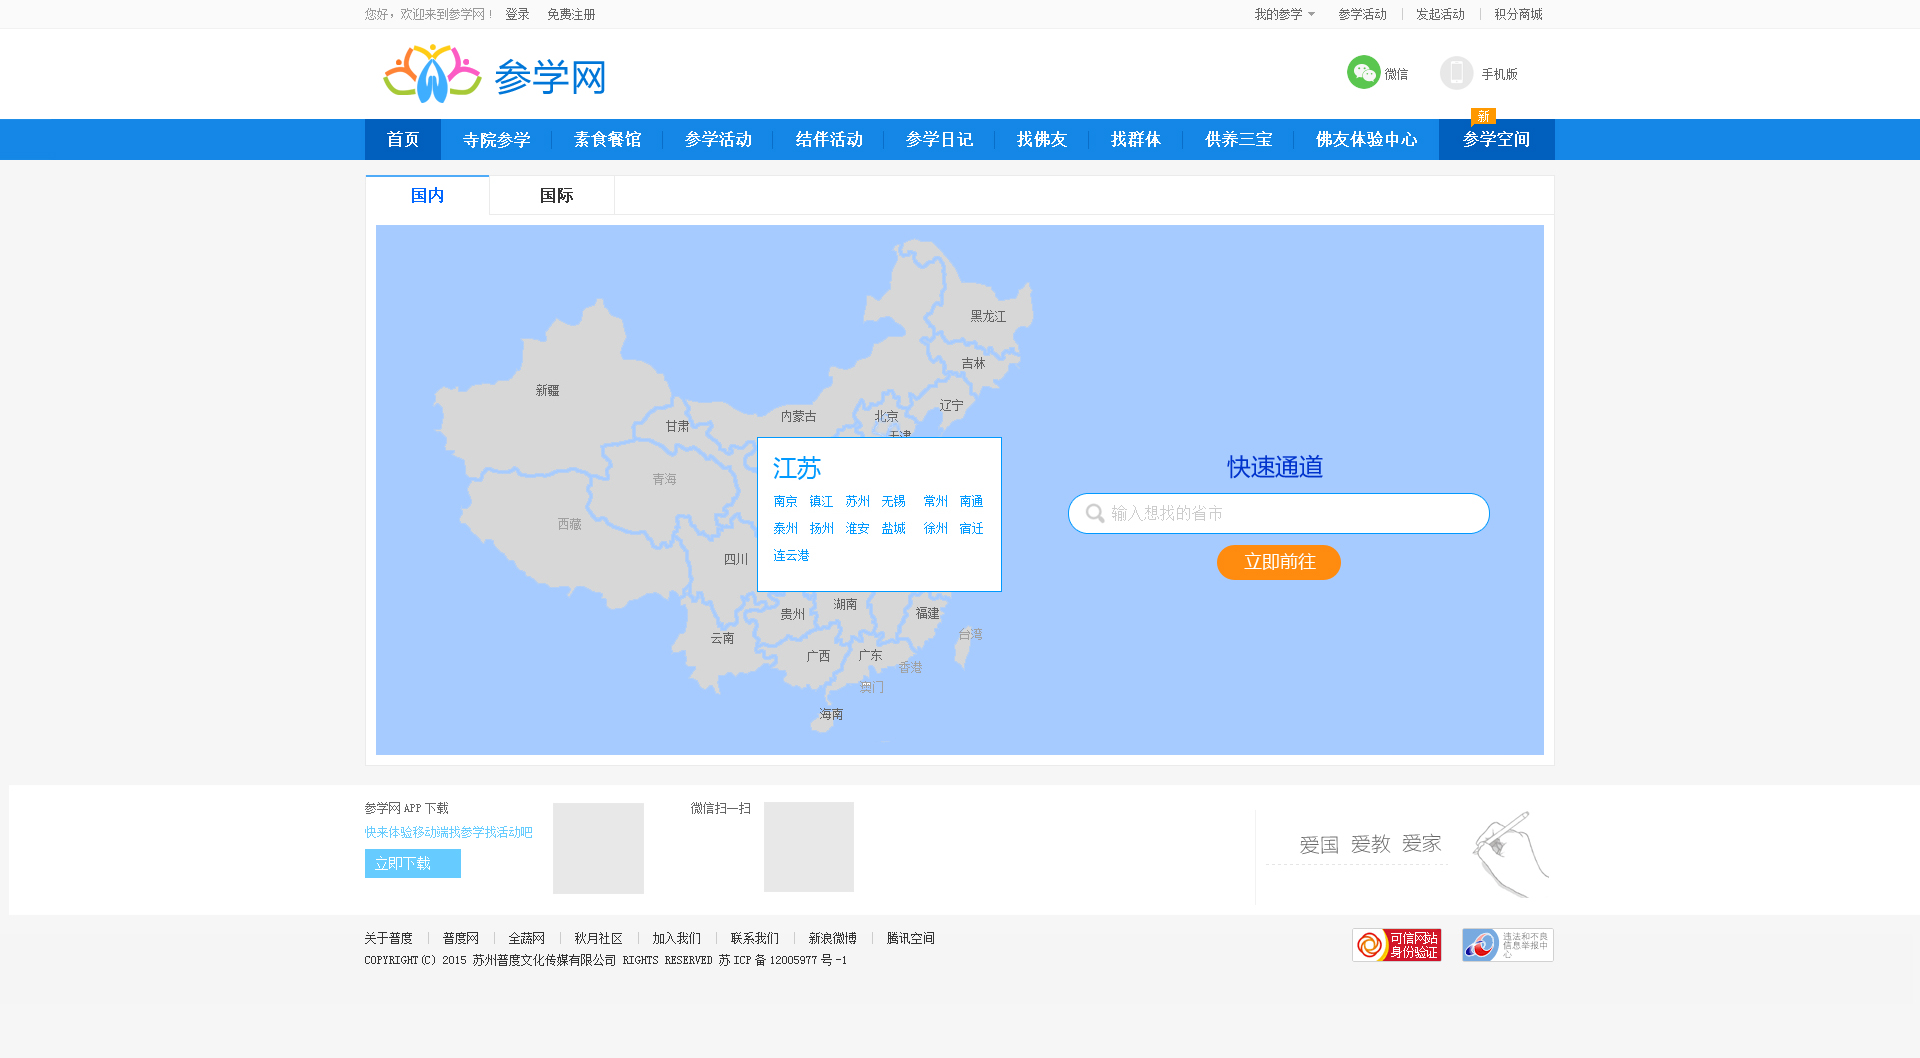 您好，欢迎来到参学网！ 登录 免费注册
我的参学 参学活动 发起活动 积分商城
参学网
微信 手机版
新
首页 寺院参学 素食餐馆 参学活动 结伴活动 参学日记 找佛友 找群体 供养三宝 佛友体验中心 参学空间
国内 国际
黑龙江
吉林
新疆
辽宁
内蒙古 北京
甘肃
天津
江苏
青海
南京 镇江 苏州 无锡 常州 南通
泰州 扬州 淮安 盐城 徐州 宿迁
连云港
西藏
四川
快速通道
输入想找的省市
立即前往
湖南
贵州 福建
云南 台湾
广西 广东
香港
澳门
海南
参学网 APP 下载
快来体验移动端找参学找活动吧
立即下载
微信扫一扫
爱国 爱教 爱家
关于普度 普度网 全蔬网 秋月社区 加入我们 联系我们 新浪微博 腾讯空间
COPYRIGHT(C) 2015 苏州普度文化传媒有限公司 RIGHTS RESERVED 苏 ICP 备 12005977 号 -1
可信网站
身份验证
违法和不良
信息举报中
心